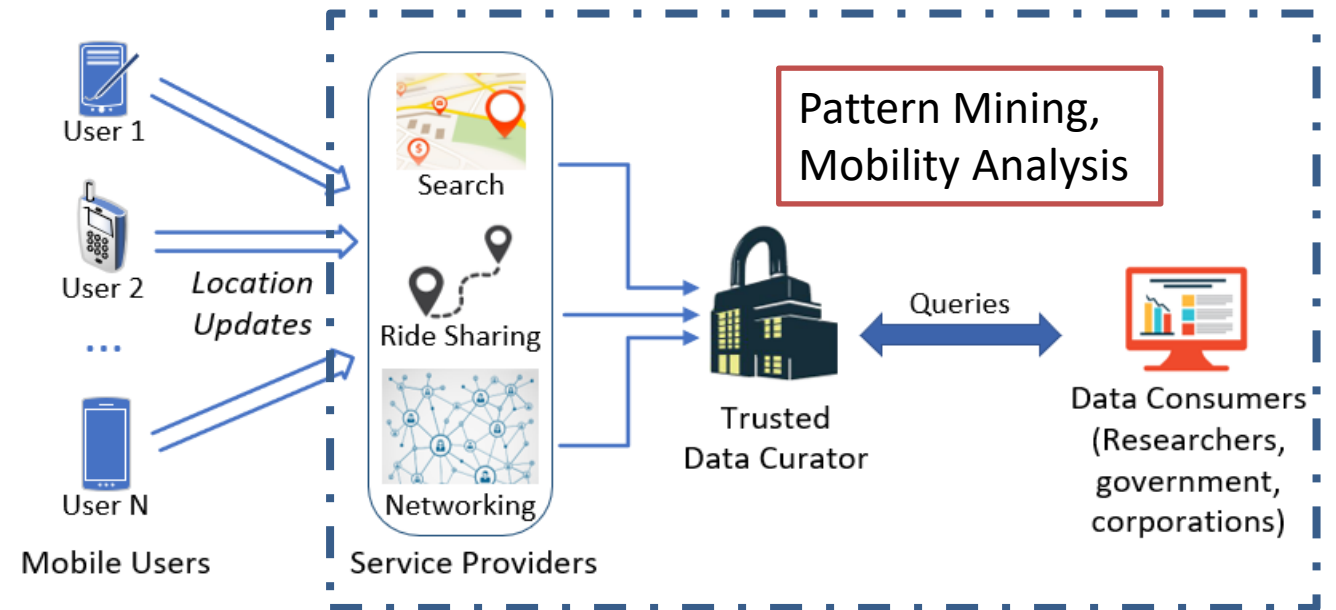 User 1
User 2
...
User N
Mobile Users
Location
Updates
Search
Ride Sharing
Networking
Service Providers
Pattern Mining,
Mobility Analysis
Trusted
Data Curator
Queries
Data Consumers
(Researchers,
government,
corporations)